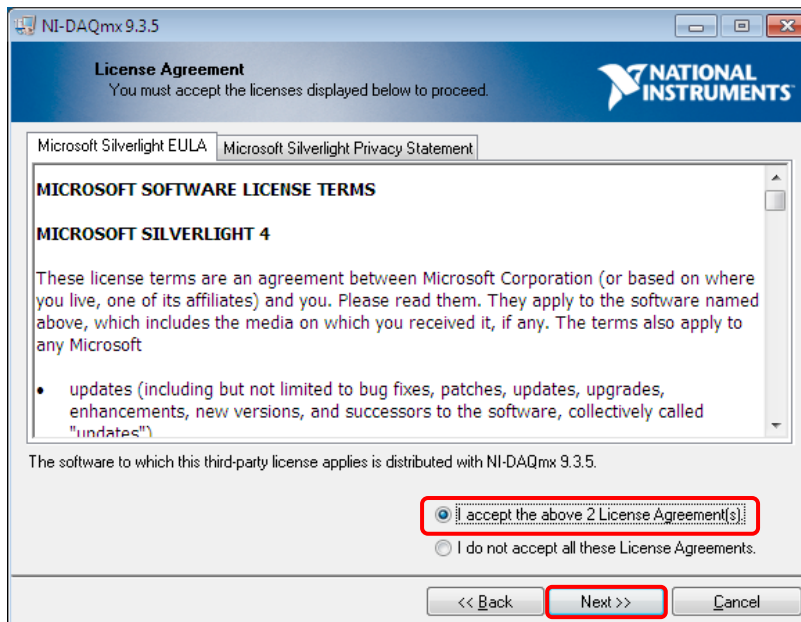 NI-DAQmx 9.3.5
License Agreement
You must accept the licenses displayed below to proceed.
NATIONAL
INSTRUMENTS
Microsoft Silverlight EULA
Microsoft Silverlight Privacy Statement
MICROSOFT SOFTWARE LICENSE TERMS
MICROSOFT SILVERLIGHT 4
These license terms are an agreement between Microsoft Corporation (or based on where
you live, one of its affiliates) and you. Please read them. They apply to the software named
above, which includes the media on which you received it, if any. The terms also apply to
any Microsoft
• updates (including but not limited to bug fixes, patches, updates, upgrades,
enhancements, new versions, and successors to the software, collectively called
"updates")
The software to which this third-party license applies is distributed with NI-DAQmx 9.3.5.
I accept the above 2 License Agreement(s).
I do not accept all these License Agreements.
<< Back
Next >>
Cancel